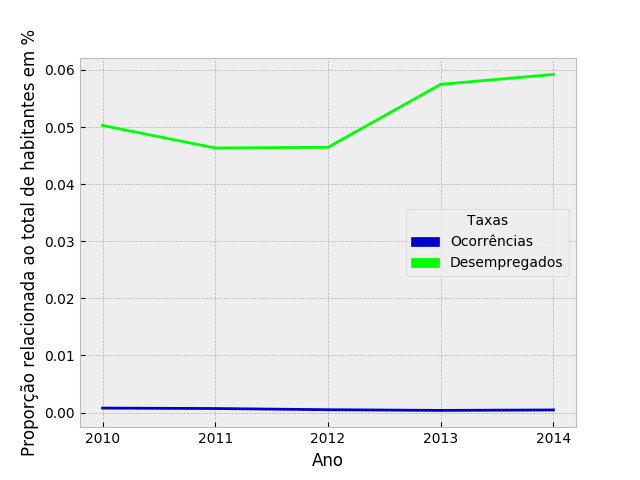 Proporção relacionada ao total de habitantes em %
0.06
0.05
0.04
0.03
0.02
0.01
0.00
Taxas
Ocorrências
Desempregados
2010 2011 2012 2013 2014
Ano